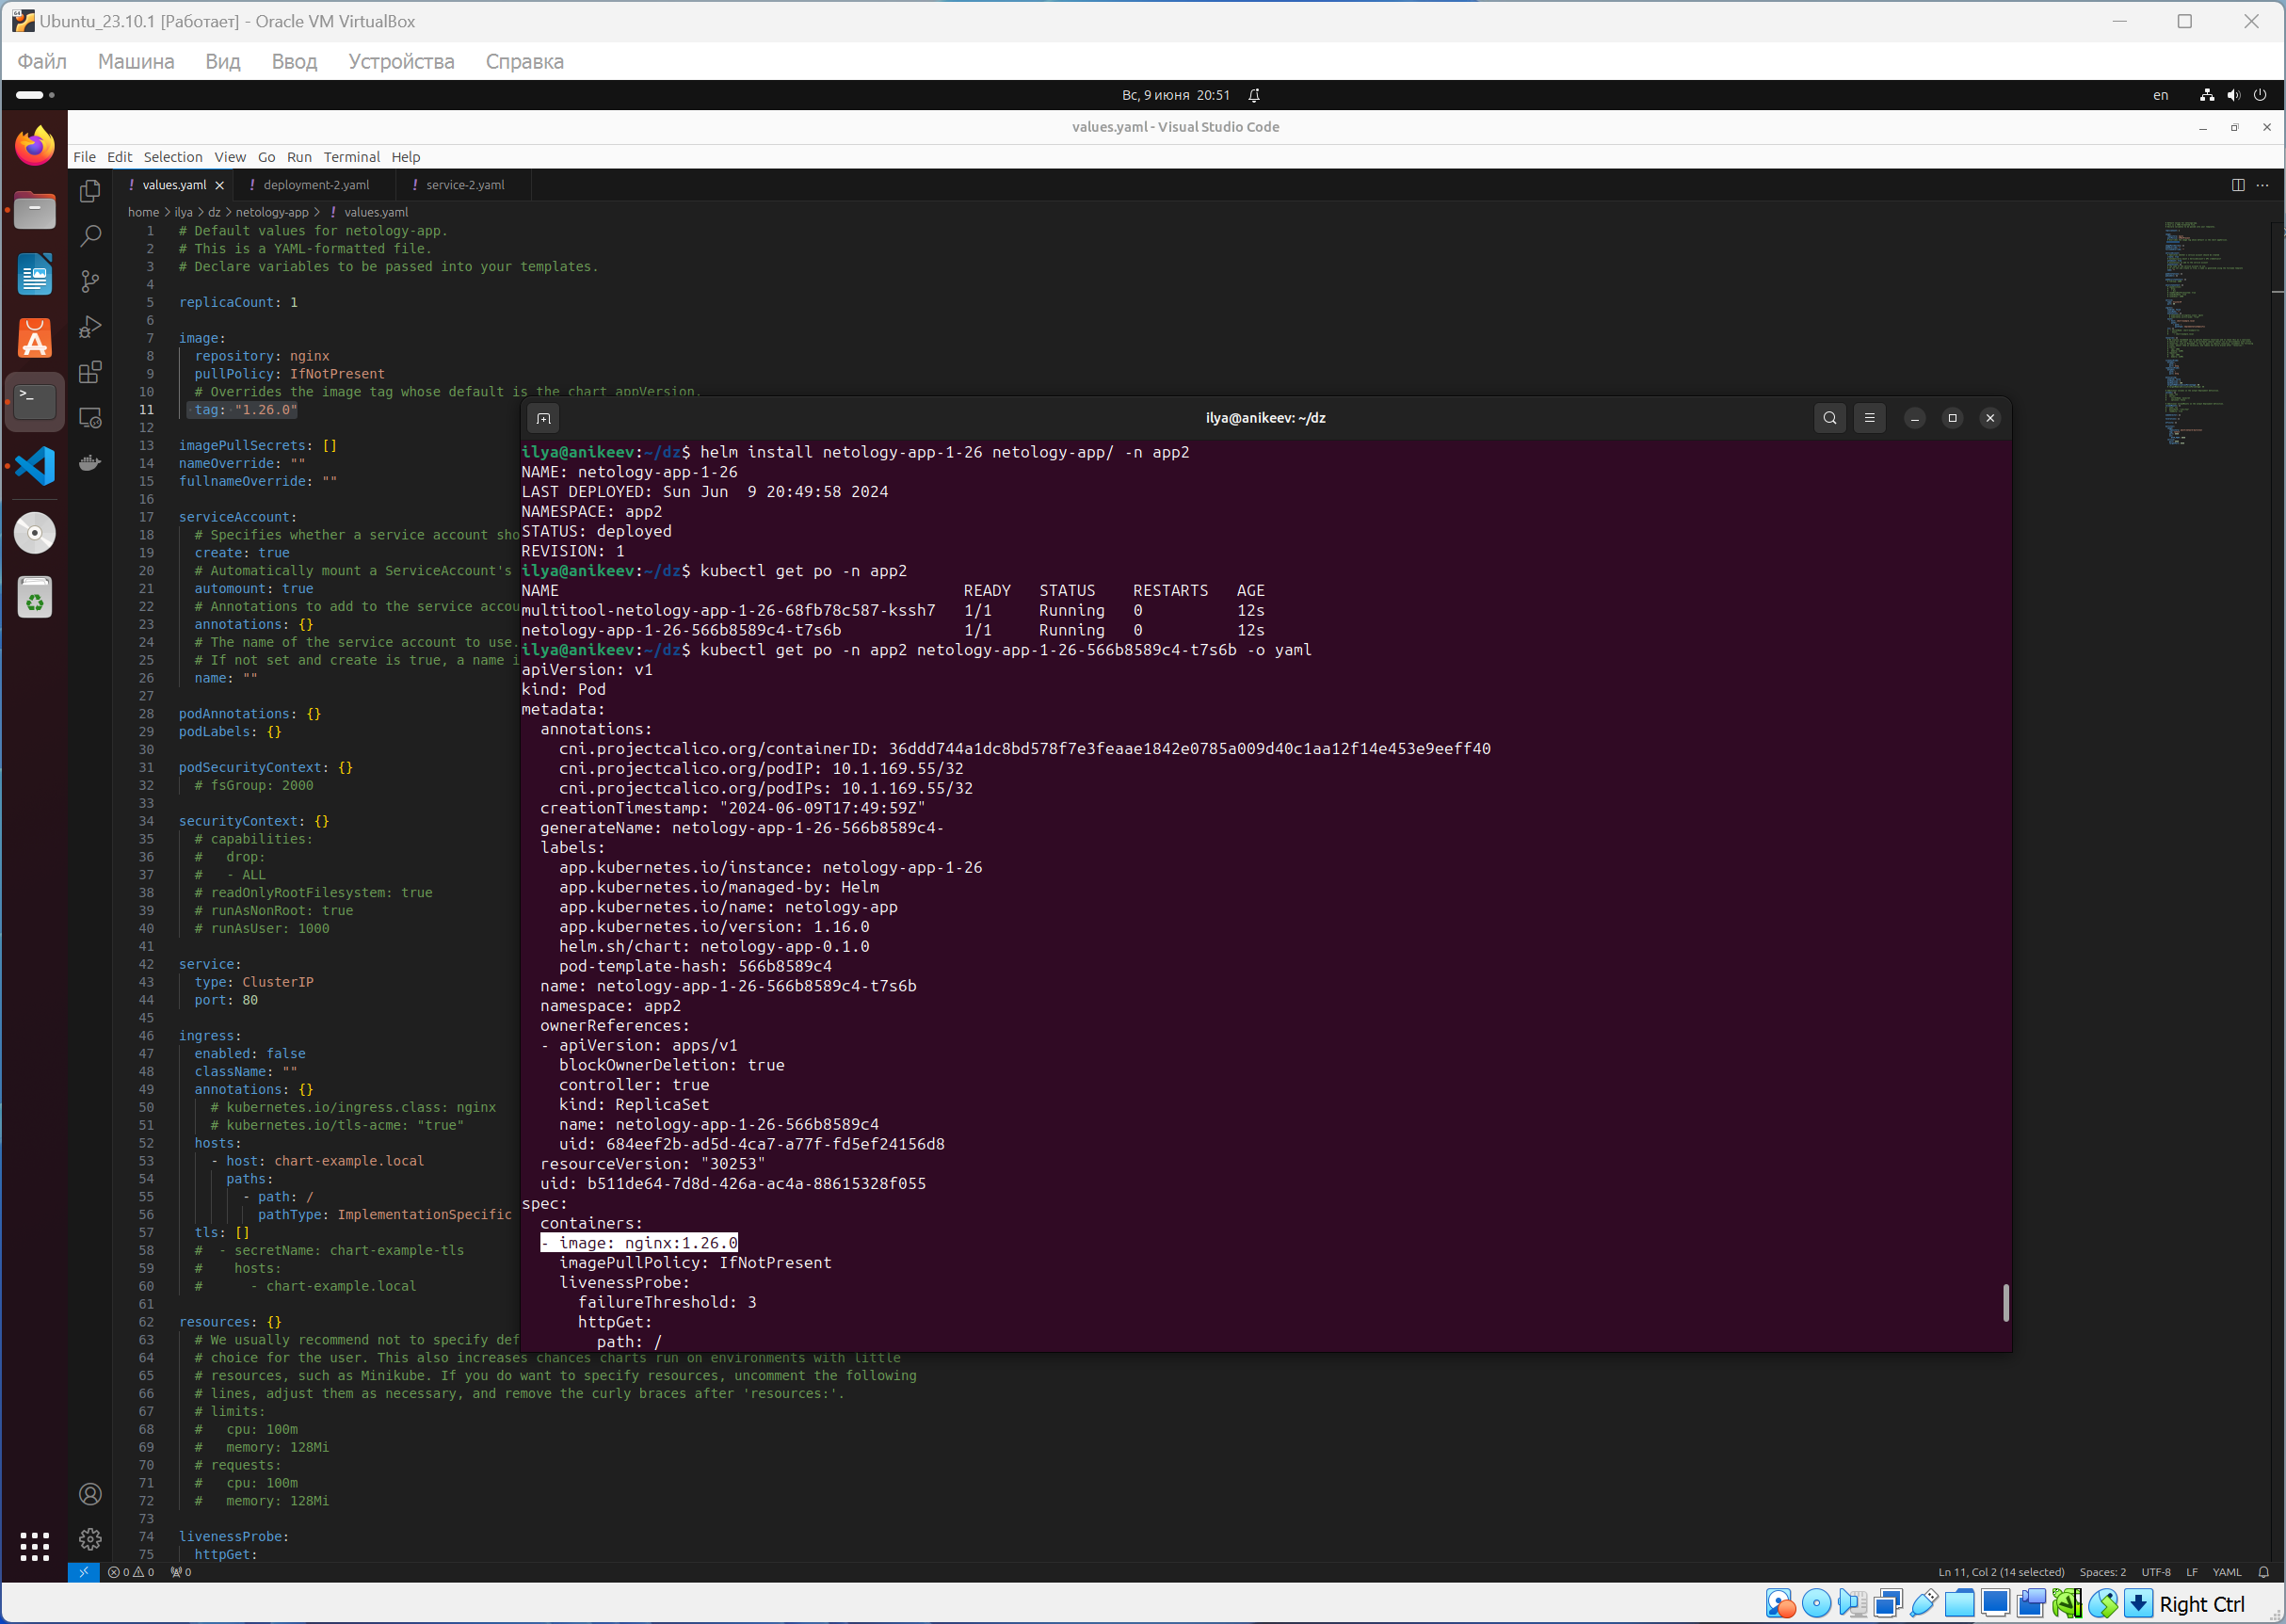 Ubuntu_23.10.1 [Работает] - Oracle VM VirtualBox
Файл Машина Вид Ввод Устройства Справка
Вс, 9 июня 20:51
en
values.yaml - Visual Studio Code
File Edit Selection View Go Run Terminal Help
! values.yaml ! deployment-2.yaml ! service-2.yaml
home > ilya > dz > netology-app > ! values.yaml
1 # Default values for netology-app.
2 # This is a YAML-formatted file.
3 # Declare variables to be passed into your templates.
4
5 replicaCount: 1
6
7 image:
8 repository: nginx
9 pullPolicy: IfNotPresent
10 # Overrides the image tag whose default is the chart appVersion.
11 tag: "1.26.0"
12
13 imagePullSecrets: []
14 nameOverride: ""
15 fullnameOverride: ""
16
17 serviceAccount:
18 # Specifies whether a service account sho
19 create: true
20 # Automatically mount a ServiceAccount's
21 automount: true
22 # Annotations to add to the service accou
23 annotations: {}
24 # The name of the service account to use.
25 # If not set and create is true, a name i
26 name: ""
27
28 podAnnotations: {}
29 podLabels: {}
30
31 podSecurityContext: {}
32 # fsGroup: 2000
33
34 securityContext: {}
35 # capabilities:
36 # drop:
37 # - ALL
38 # readOnlyRootFilesystem: true
39 # runAsNonRoot: true
40 # runAsUser: 1000
41
42 service:
43 type: ClusterIP
44 port: 80
45
46 ingress:
47 enabled: false
48 className: ""
49 annotations: {}
50 # kubernetes.io/ingress.class: nginx
51 # kubernetes.io/tls-acme: "true"
52 hosts:
53 - host: chart-example.local
54 paths:
55 - path: /
56 pathType: ImplementationSpecific
57 tls: []
58 # - secretName: chart-example-tls
59 # hosts:
60 # - chart-example.local
61
62 resources: {}
63 # We usually recommend not to specify def
64 # choice for the user. This also increases chances charts run on environments with little
65 # resources, such as Minikube. If you do want to specify resources, uncomment the following
66 # lines, adjust them as necessary, and remove the curly braces after 'resources:'.
67 # limits:
68 # cpu: 100m
69 # memory: 128Mi
70 # requests:
71 # cpu: 100m
72 # memory: 128Mi
73
74 livenessProbe:
75 httpGet:
ilya@anikeev: ~/dz
ilya@anikeev:~/dz$ helm install netology-app-1-26 netology-app/ -n app2
NAME: netology-app-1-26
LAST DEPLOYED: Sun Jun  9 20:49:58 2024
NAMESPACE: app2
STATUS: deployed
REVISION: 1
ilya@anikeev:~/dz$ kubectl get po -n app2
NAME READY STATUS RESTARTS AGE
multitool-netology-app-1-26-68fb78c587-kssh7 1/1 Running 0 12s
netology-app-1-26-566b8589c4-t7s6b 1/1 Running 0 12s
ilya@anikeev:~/dz$ kubectl get po -n app2 netology-app-1-26-566b8589c4-t7s6b -o yaml
apiVersion: v1
kind: Pod
metadata:
annotations:
cni.projectcalico.org/containerID: 36ddd744a1dc8bd578f7e3feaae1842e0785a009d40c1aa12f14e453e9eeff40
cni.projectcalico.org/podIP: 10.1.169.55/32
cni.projectcalico.org/podIPs: 10.1.169.55/32
creationTimestamp: "2024-06-09T17:49:59Z"
generateName: netology-app-1-26-566b8589c4-
labels:
app.kubernetes.io/instance: netology-app-1-26
app.kubernetes.io/managed-by: Helm
app.kubernetes.io/name: netology-app
app.kubernetes.io/version: 1.16.0
helm.sh/chart: netology-app-0.1.0
pod-template-hash: 566b8589c4
name: netology-app-1-26-566b8589c4-t7s6b
namespace: app2
ownerReferences:
- apiVersion: apps/v1
blockOwnerDeletion: true
controller: true
kind: ReplicaSet
name: netology-app-1-26-566b8589c4
uid: 684eef2b-ad5d-4ca7-a77f-fd5ef24156d8
resourceVersion: "30253"
uid: b511de64-7d8d-426a-ac4a-88615328f055
spec:
containers:
- image: nginx:1.26.0
imagePullPolicy: IfNotPresent
livenessProbe:
failureThreshold: 3
httpGet:
path: /
0 0 0
Ln 11, Col 2 (14 selected) Spaces: 2 UTF-8 LF YAML
Right Ctrl